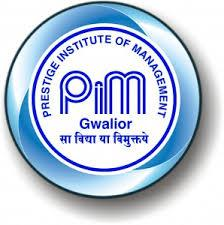 PRESTIGE INSTITUTE OF MANAGEMENT
PiM
Gwalior
सा विद्या या विमुक्तये